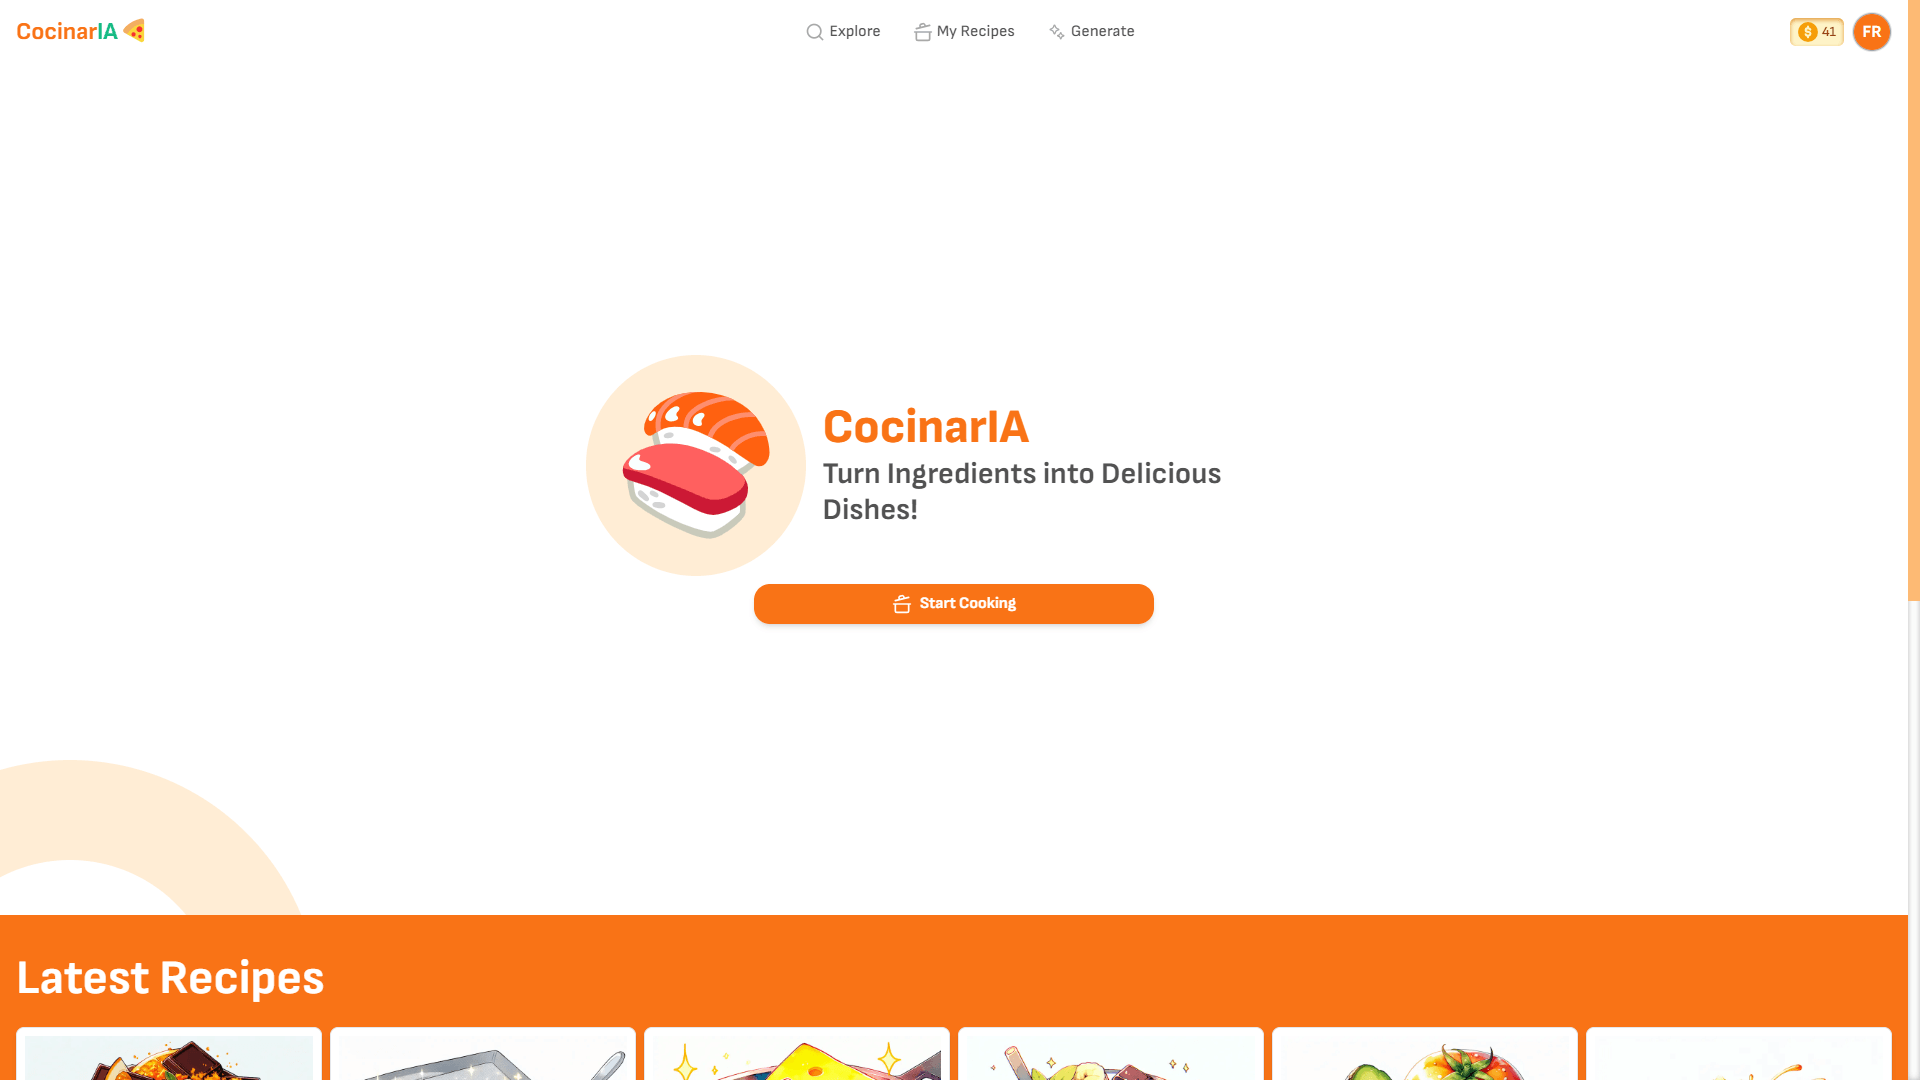 CocinarIA
Explore
My Recipes
Generate
$ 41
FR
CocinarIA
Turn Ingredients into Delicious
Dishes!
Start Cooking
Latest Recipes